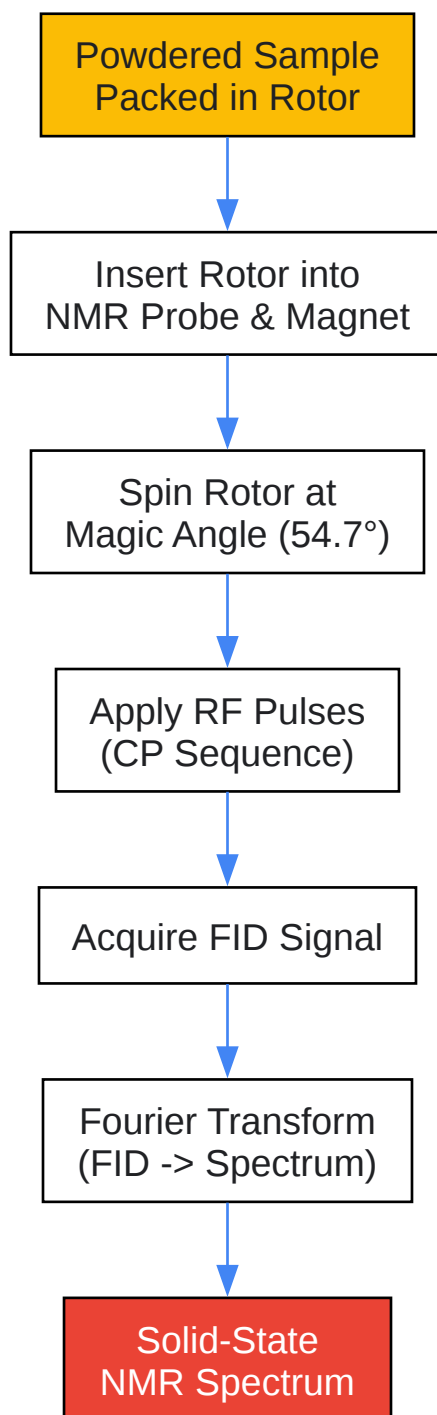 Powdered Sample
Packed in Rotor
Insert Rotor into
NMR Probe & Magnet
Spin Rotor at
Magic Angle (54.7°)
Apply RF Pulses
(CP Sequence)
Acquire FID Signal
Fourier Transform
(FID -> Spectrum)
Solid-State
NMR Spectrum